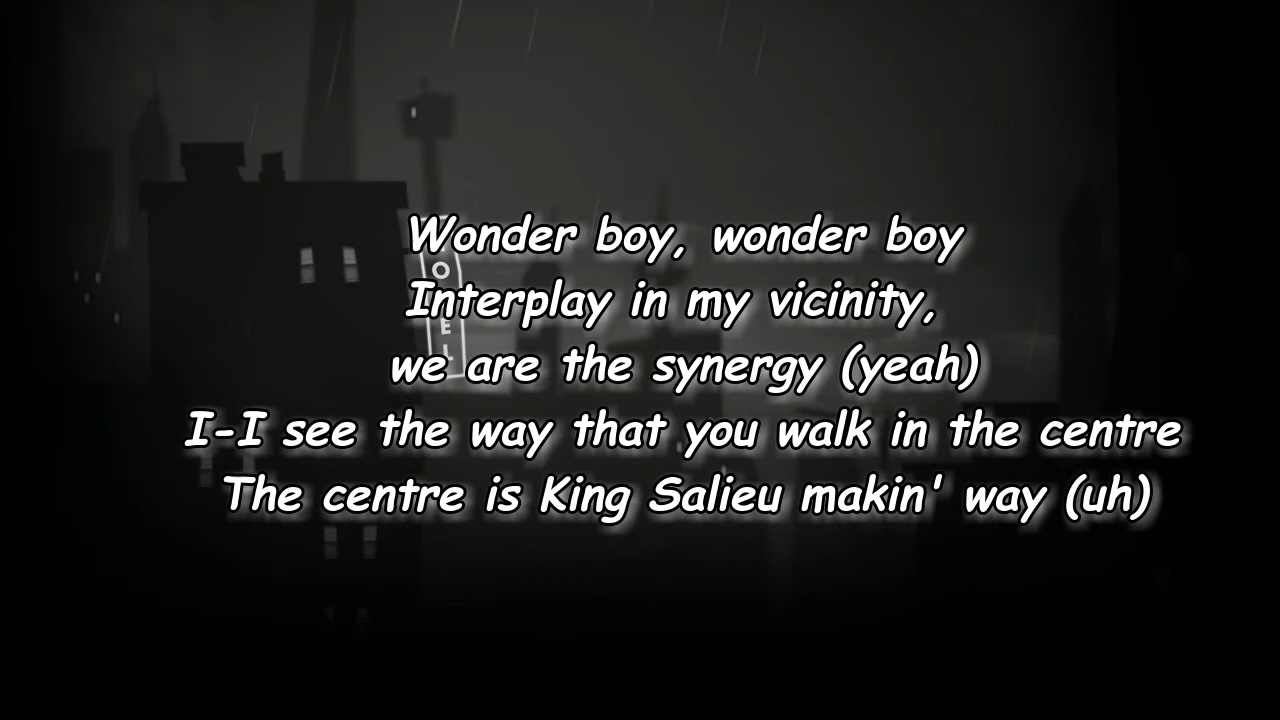 Wonder boy, wonder boy
Interplay in my vicinity,
we are the synergy (yeah)
I-I see the way that you walk in the centre
The centre is King Salieu makin' way (uh)
O
E
L